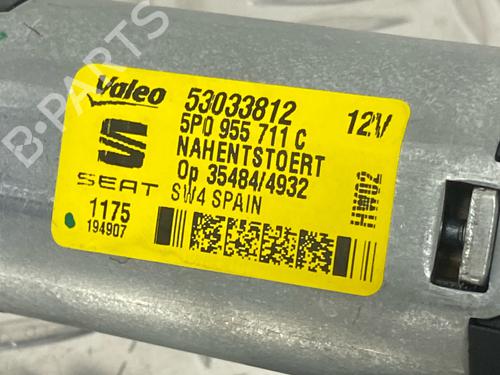 Valeo
53033812
5P0 955 711 C
12V
NAHENTSTOERT
SEAT
Op 35484/4932
SW4 SPAIN
HW02
1175
194907
B-PARTS